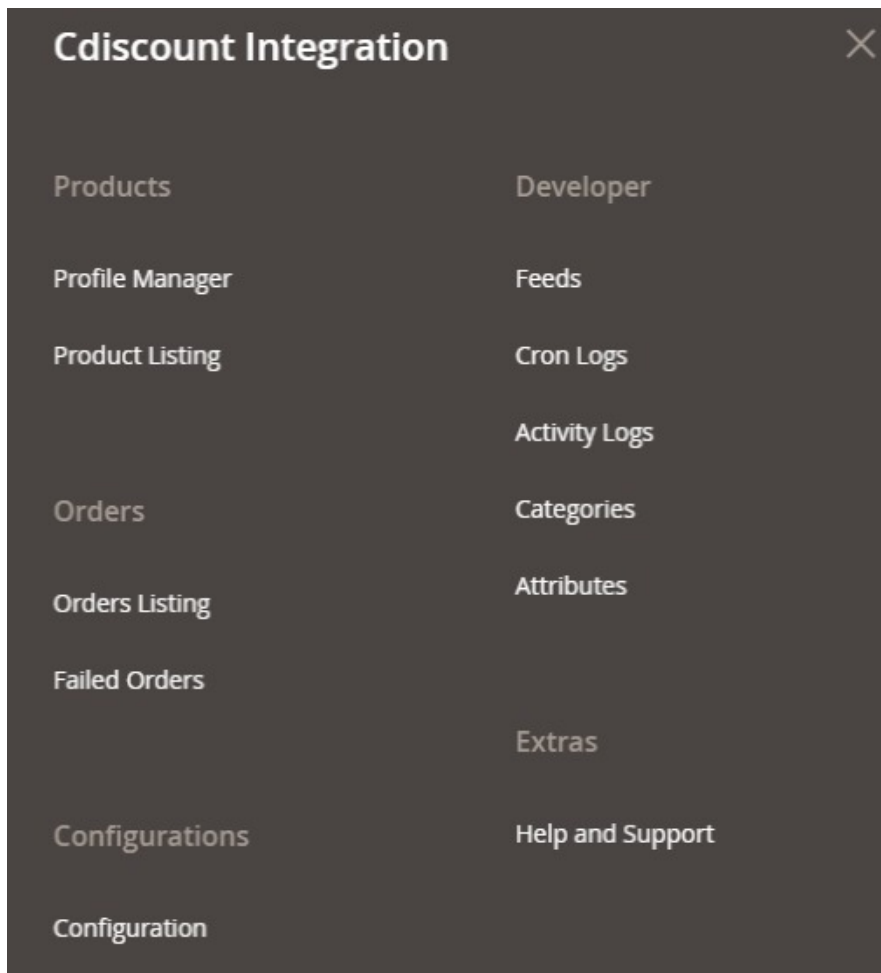 Cdiscount Integration
Products
Profile Manager
Product Listing
Orders
Orders Listing
Failed Orders
Configurations
Configuration
Developer
Feeds
Cron Logs
Activity Logs
Categories
Attributes
Extras
Help and Support